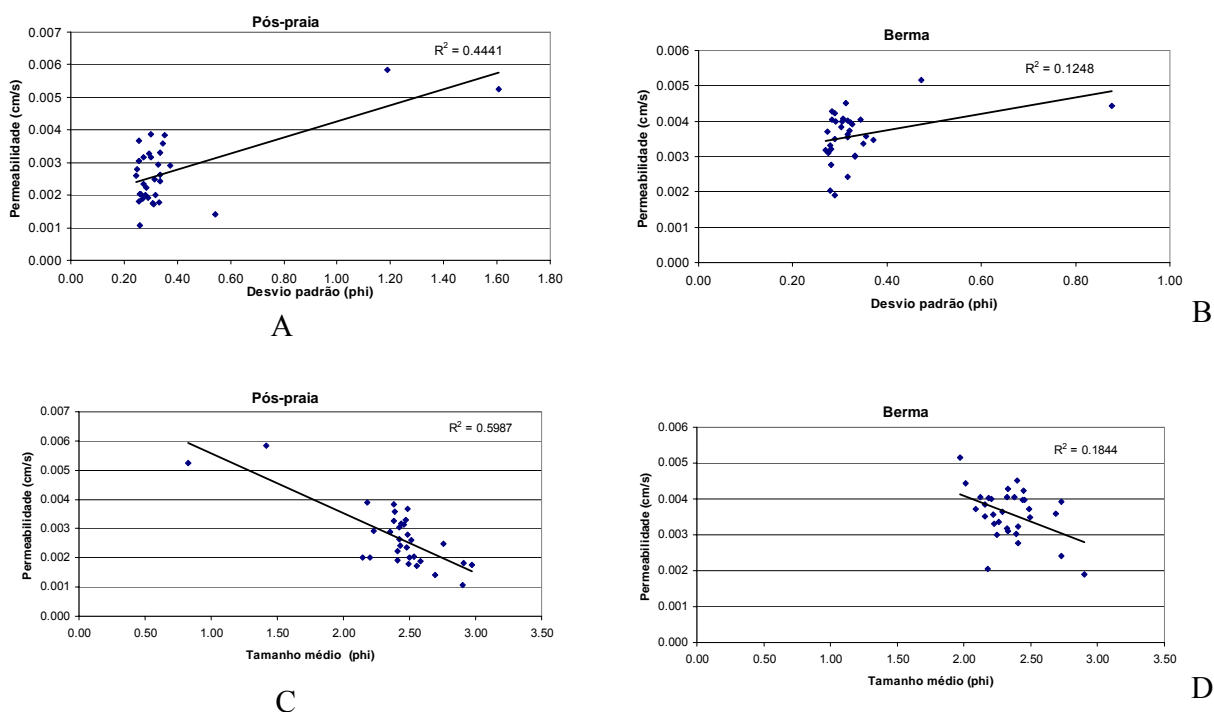 Pós-praia
R² = 0.4441
Permeabilidade (cm/s)
0.007
0.006
0.005
0.004
0.003
0.002
0.001
0.000
0.00 0.20 0.40 0.60 0.80 1.00 1.20 1.40 1.60 1.80
Desvio padrão (phi)
A
Berma
R² = 0.1248
Permeabilidade (cm/s)
0.006
0.005
0.004
0.003
0.002
0.001
0.000
0.00 0.20 0.40 0.60 0.80 1.00
Desvio padrão (phi)
B
Pós-praia
R² = 0.5987
Permeabilidade (cm/s)
0.007
0.006
0.005
0.004
0.003
0.002
0.001
0.000
0.00 0.50 1.00 1.50 2.00 2.50 3.00 3.50
Tamanho médio (phi)
C
Berma
R² = 0.1844
Permeabilidade (cm/s)
0.006
0.005
0.004
0.003
0.002
0.001
0.000
0.00 0.50 1.00 1.50 2.00 2.50 3.00 3.50
Tamanho médio (phi)
D